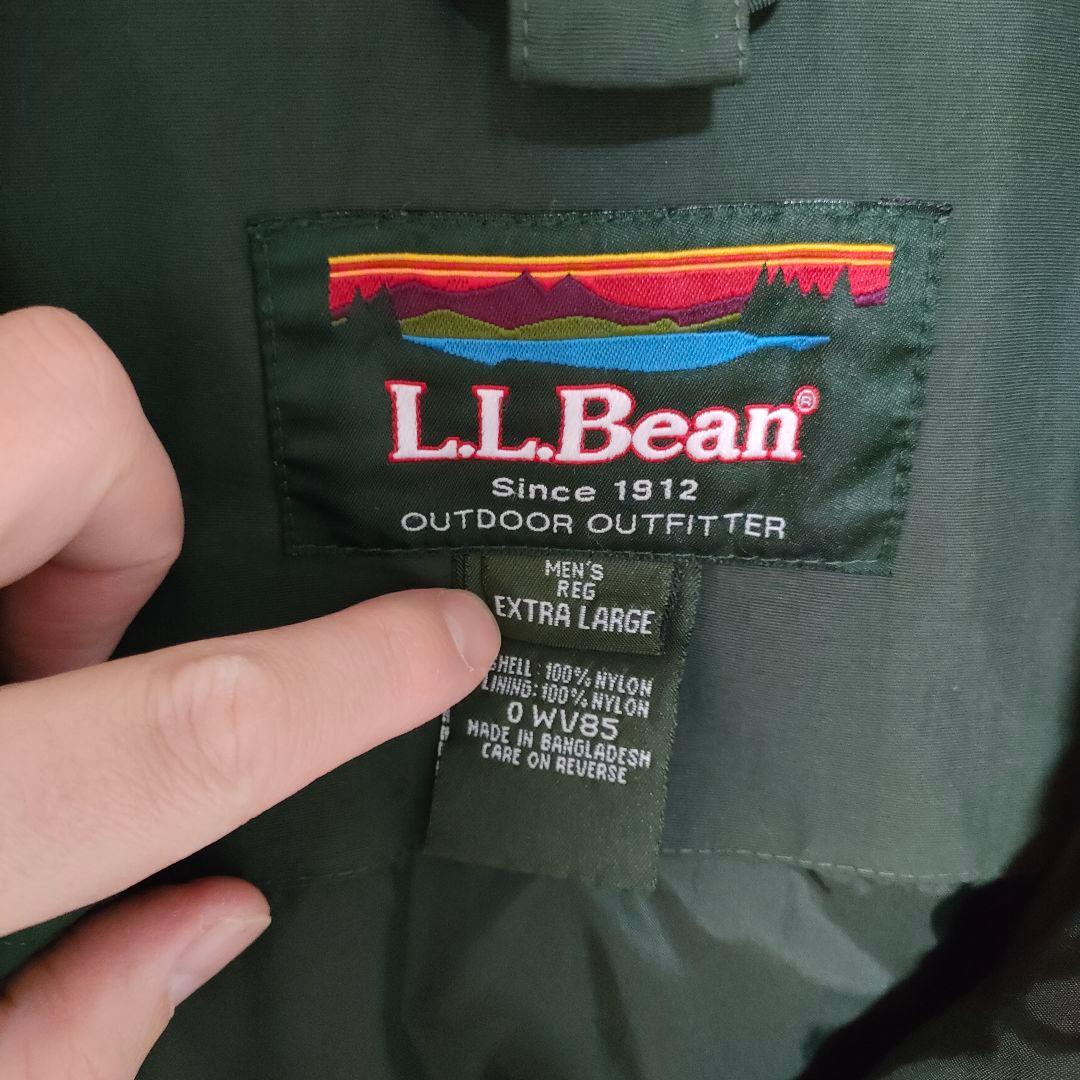 L.L.Bean®
Since 1912
OUTDOOR OUTFITTER
MEN'S
REG
EXTRA LARGE
SHELL: 100% NYLON
LINING: 100% NYLON
0 WV85
MADE IN BANGLADESH
CARE ON REVERSE